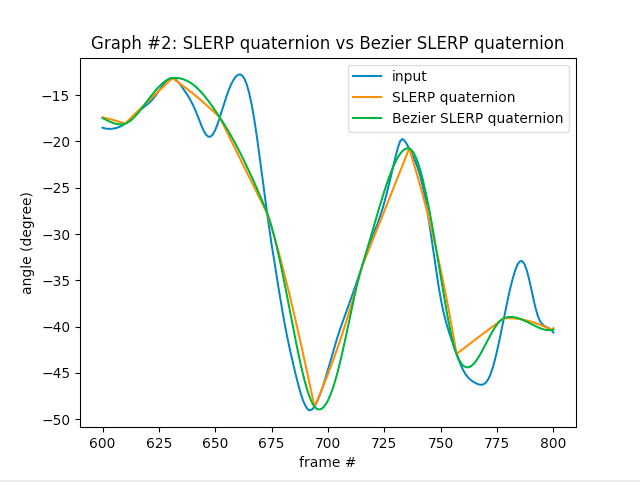 Graph #2: SLERP quaternion vs Bezier SLERP quaternion
input
SLERP quaternion
Bezier SLERP quaternion
angle (degree)
−15
−20
−25
−30
−35
−40
−45
−50
600 625 650 675 700 725 750 775 800
frame #